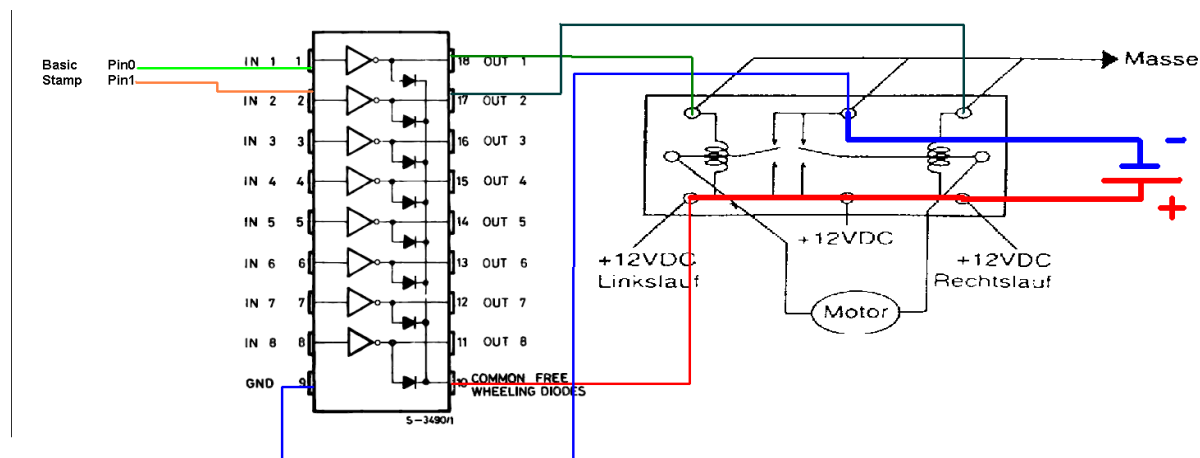 Basic Pin0
Stamp Pin1
IN 1 1
IN 2 2
IN 3 3
IN 4 4
IN 5 5
IN 6 6
IN 7 7
IN 8 8
GND 9
18 OUT 1
17 OUT 2
16 OUT 3
15 OUT 4
14 OUT 5
13 OUT 6
12 OUT 7
11 OUT 8
10 COMMON FREE
WHEELING DIODES
S-3490/1
Masse
-
+
+12VDC
+12VDC
Linkslauf
+12VDC
Rechtslauf
Motor